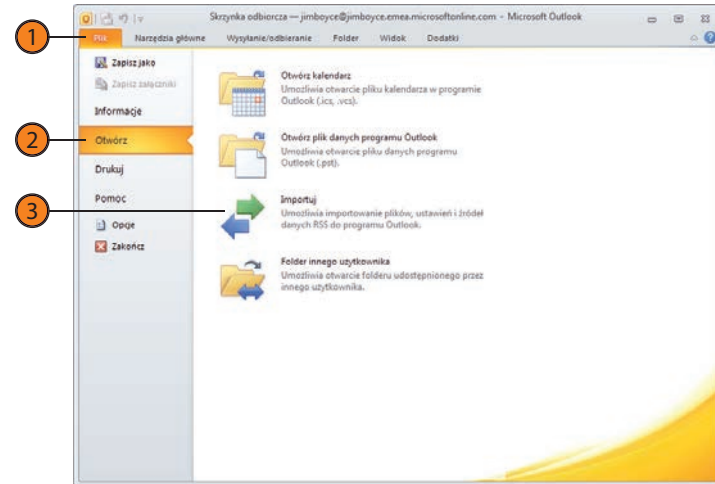 Skrzynka odbiorcza — jimboyce@jimboyce.emea.microsoftonline.com - Microsoft Outlook
1
Plik
Narzędzia główne
Wysyłanie/odbieranie
Folder
Widok
Dodatki
Zapisz jako
Zapisz załączniki
Informacje
2
Otwórz
Drukuj
3
Pomoc
Opcje
Zakończ
Otwórz kalendarz
Umożliwia otwarcie pliku kalendarza w programie
Outlook (.ics, .vcs).
Otwórz plik danych programu Outlook
Umożliwia otwarcie pliku danych programu
Outlook (.pst).
Importuj
Umożliwia importowanie plików, ustawień i źródeł
danych RSS do programu Outlook.
Folder innego użytkownika
Umożliwia otwarcie folderu udostępnionego przez
innego użytkownika.